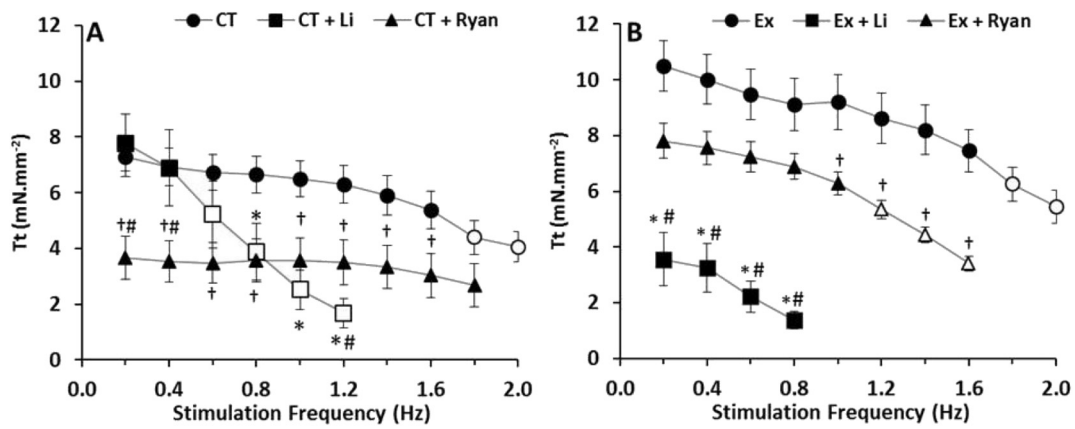 A
CT CT + Li CT + Ryan
Tt (mN.mm-2)
12
10
8
6
4
2
0
†# †# * † † † †
† † * *#
0.0 0.4 0.8 1.2 1.6 2.0
Stimulation Frequency (Hz)
B
Ex Ex + Li Ex + Ryan
Tt (mN.mm-2)
12
10
8
6
4
2
0
† † † †
*# *# *# *#
0.0 0.4 0.8 1.2 1.6 2.0
Stimulation Frequency (Hz)